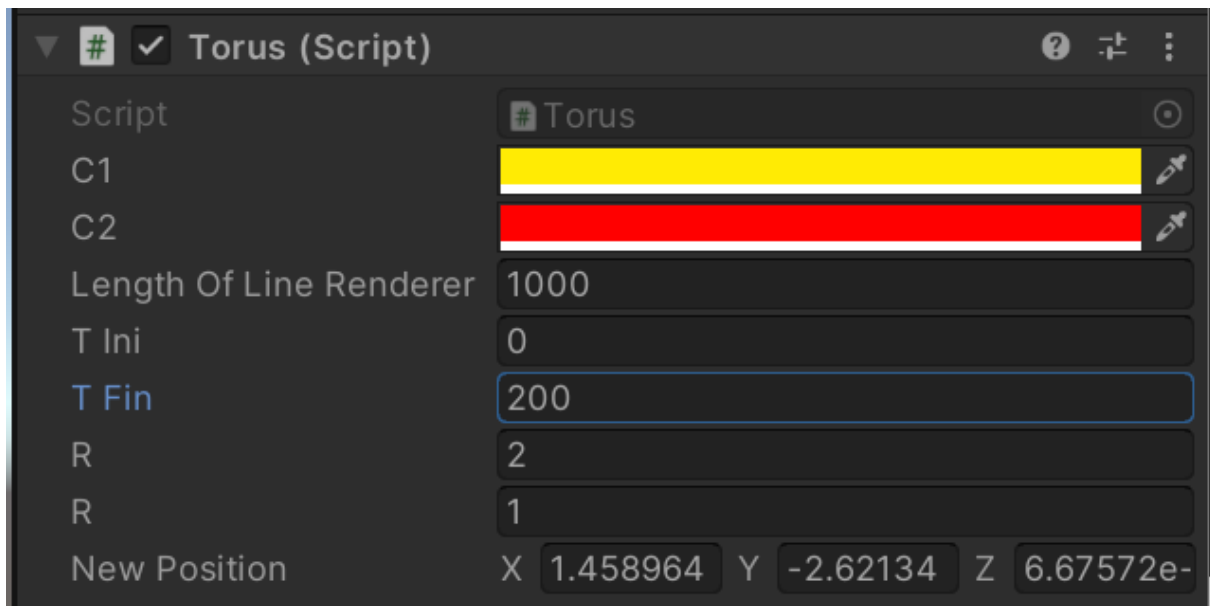 # Torus (Script) ?
Script # Torus
C1
C2
Length Of Line Renderer 1000
T Ini 0
T Fin 200
R 2
R 1
New Position X 1.458964 Y -2.62134 Z 6.67572e-